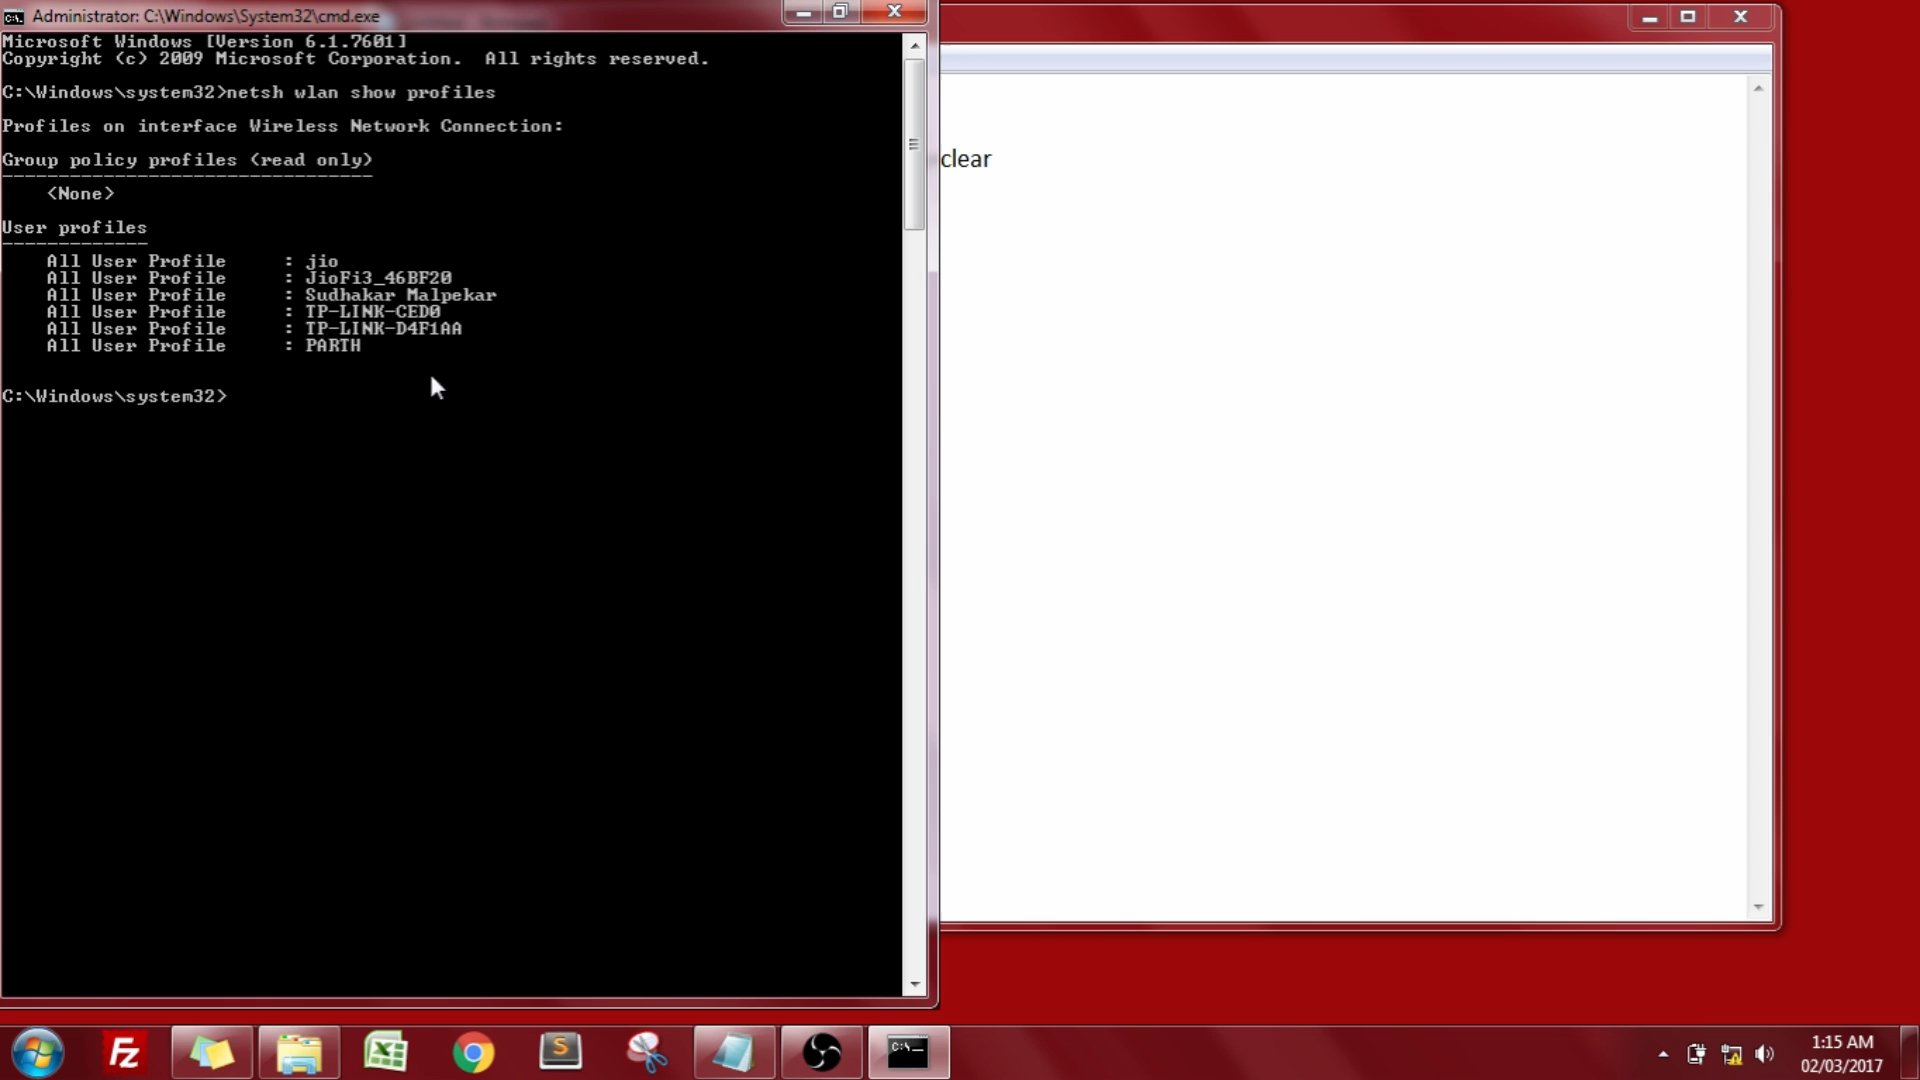 Administrator: C:\Windows\System32\cmd.exe
Microsoft Windows [Version 6.1.7601]
Copyright (c) 2009 Microsoft Corporation.  All rights reserved.
C:\Windows\system32>netsh wlan show profiles
Profiles on interface Wireless Network Connection:
Group policy profiles (read only)
---------------------------------
    <None>
User profiles
-------------
    All User Profile     : jio
    All User Profile     : JioFi3_46BF20
    All User Profile     : Sudhakar Malpekar
    All User Profile     : TP-LINK-CED0
    All User Profile     : TP-LINK-D4F1AA
    All User Profile     : PARTH
C:\Windows\system32>
clear
Fz
S
C:\_
1:15 AM
02/03/2017